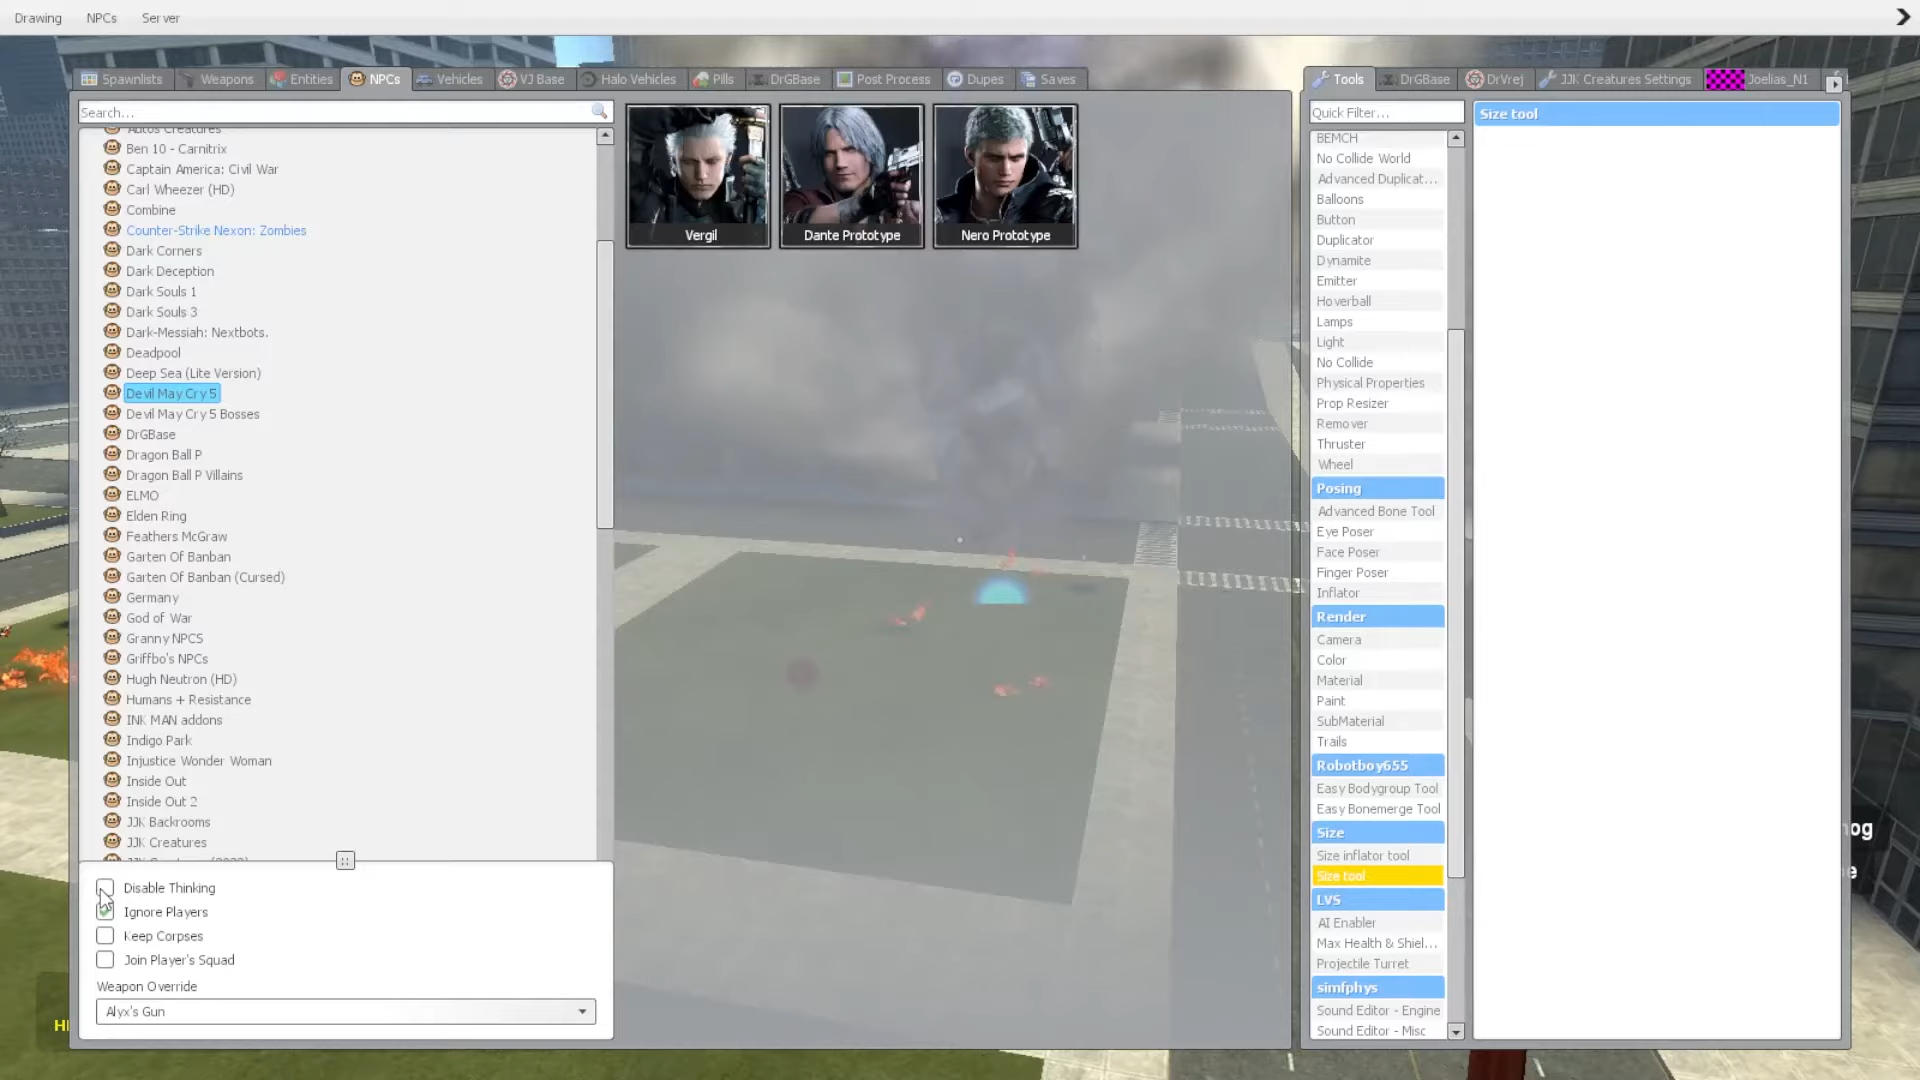 Drawing NPCs Server
Spawnlists Weapons Entities NPCs Vehicles VJ Base Halo Vehicles Pills DrGBase Post Process Dupes Saves
Search...
Autos Creatures
Ben 10 - Carnitrix
Captain America: Civil War
Carl Wheezer (HD)
Combine
Counter-Strike Nexon: Zombies
Dark Corners
Dark Deception
Dark Souls 1
Dark Souls 3
Dark-Messiah: Nextbots.
Deadpool
Deep Sea (Lite Version)
Devil May Cry 5
Devil May Cry 5 Bosses
DrGBase
Dragon Ball P
Dragon Ball P Villains
ELMO
Elden Ring
Feathers McGraw
Garten Of Banban
Garten Of Banban (Cursed)
Germany
God of War
Granny NPCS
Griffbo's NPCs
Hugh Neutron (HD)
Humans + Resistance
INK MAN addons
Indigo Park
Injustice Wonder Woman
Inside Out
Inside Out 2
JJK Backrooms
JJK Creatures
Disable Thinking
Ignore Players
Keep Corpses
Join Player's Squad
Weapon Override
Alyx's Gun
Vergil
Dante Prototype
Nero Prototype
Tools DrGBase DrVrej JJK Creatures Settings Joelias_N1
Quick Filter...
BEMCH
No Collide World
Advanced Duplicat...
Balloons
Button
Duplicator
Dynamite
Emitter
Hoverball
Lamps
Light
No Collide
Physical Properties
Prop Resizer
Remover
Thruster
Wheel
Posing
Advanced Bone Tool
Eye Poser
Face Poser
Finger Poser
Inflator
Render
Camera
Color
Material
Paint
SubMaterial
Trails
Robotboy655
Easy Bodygroup Tool
Easy Bonemerge Tool
Size
Size inflator tool
Size tool
LVS
AI Enabler
Max Health & Shiel...
Projectile Turret
simfphys
Sound Editor - Engine
Sound Editor - Misc
Size tool